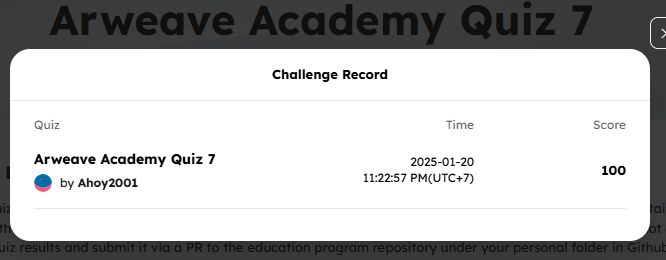 Arweave Academy Quiz 7
Challenge Record
Quiz Time Score
Arweave Academy Quiz 7
2025-01-20
11:22:57 PM(UTC+7)
100
by Ahoy2001
uiz results and submit it via a PR to the education program repository under your personal folder in Github